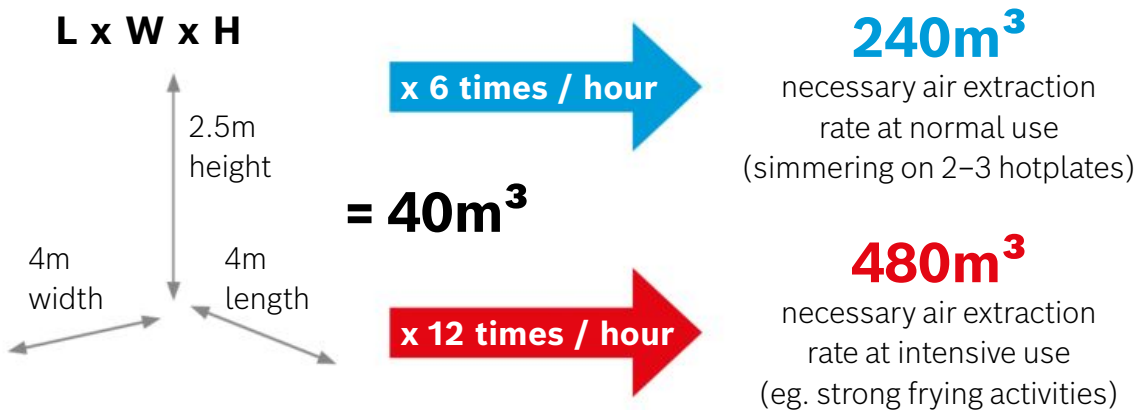 L x W x H
2.5m
height
4m
width
4m
length
= 40m³
x 6 times / hour
240m³
necessary air extraction
rate at normal use
(simmering on 2–3 hotplates)
x 12 times / hour
480m³
necessary air extraction
rate at intensive use
(eg. strong frying activities)